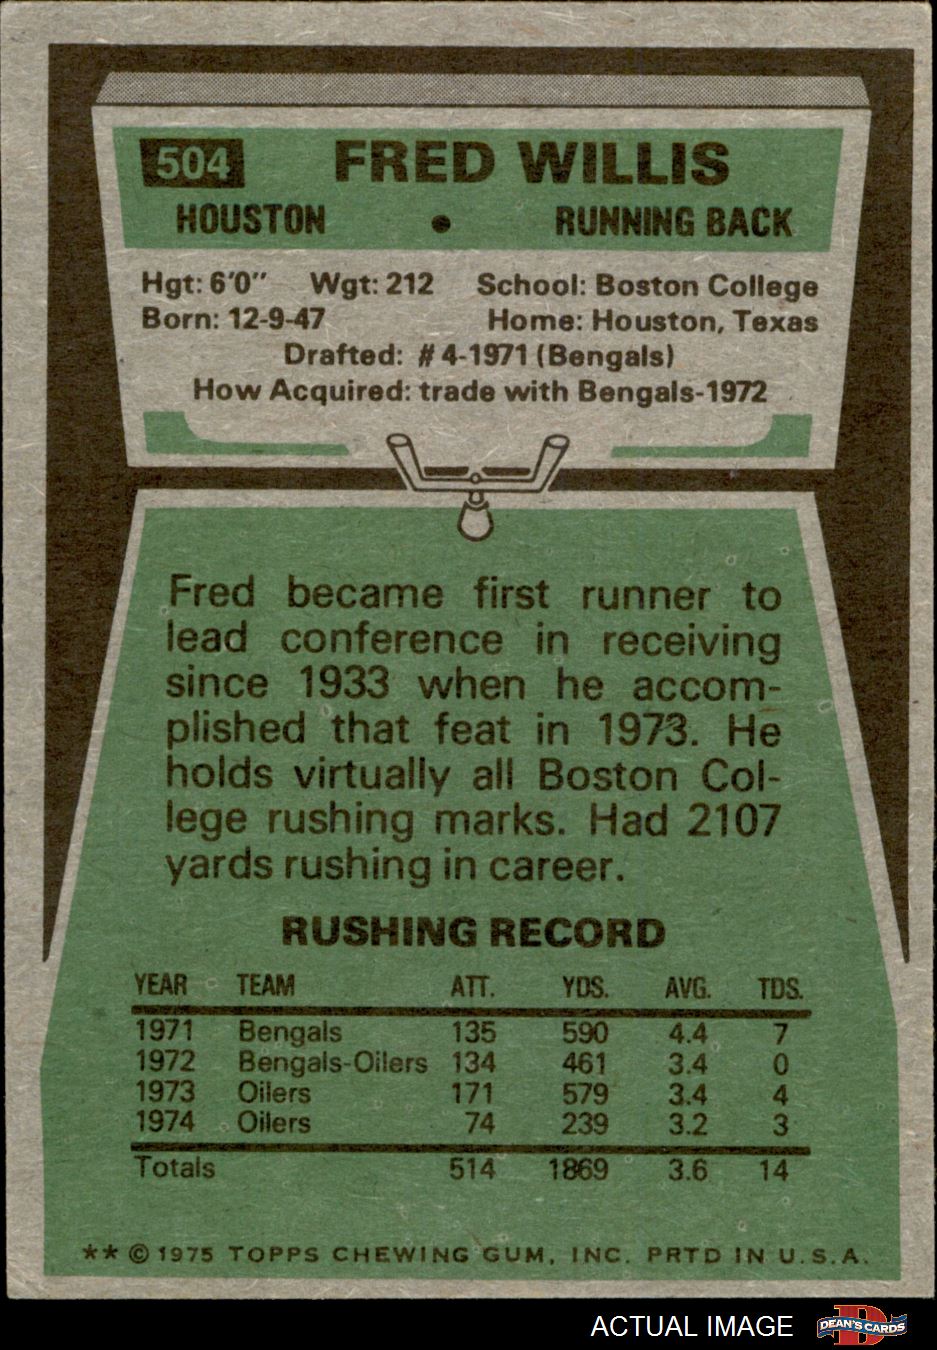 504 FRED WILLIS
HOUSTON • RUNNING BACK
Hgt: 6'0" Wgt: 212 School: Boston College
Born: 12-9-47 Home: Houston, Texas
Drafted: #4-1971 (Bengals)
How Acquired: trade with Bengals-1972
Fred became first runner to
lead conference in receiving
since 1933 when he accom-
plished that feat in 1973. He
holds virtually all Boston Col-
lege rushing marks. Had 2107
yards rushing in career.
RUSHING RECORD
YEAR TEAM ATT. YDS. AVG. TDS.
1971 Bengals 135 590 4.4 7
1972 Bengals-Oilers 134 461 3.4 0
1973 Oilers 171 579 3.4 4
1974 Oilers 74 239 3.2 3
Totals 514 1869 3.6 14
** © 1975 TOPPS CHEWING GUM, INC. PRTD IN U.S.A.
ACTUAL IMAGE D DEAN'S CARDS